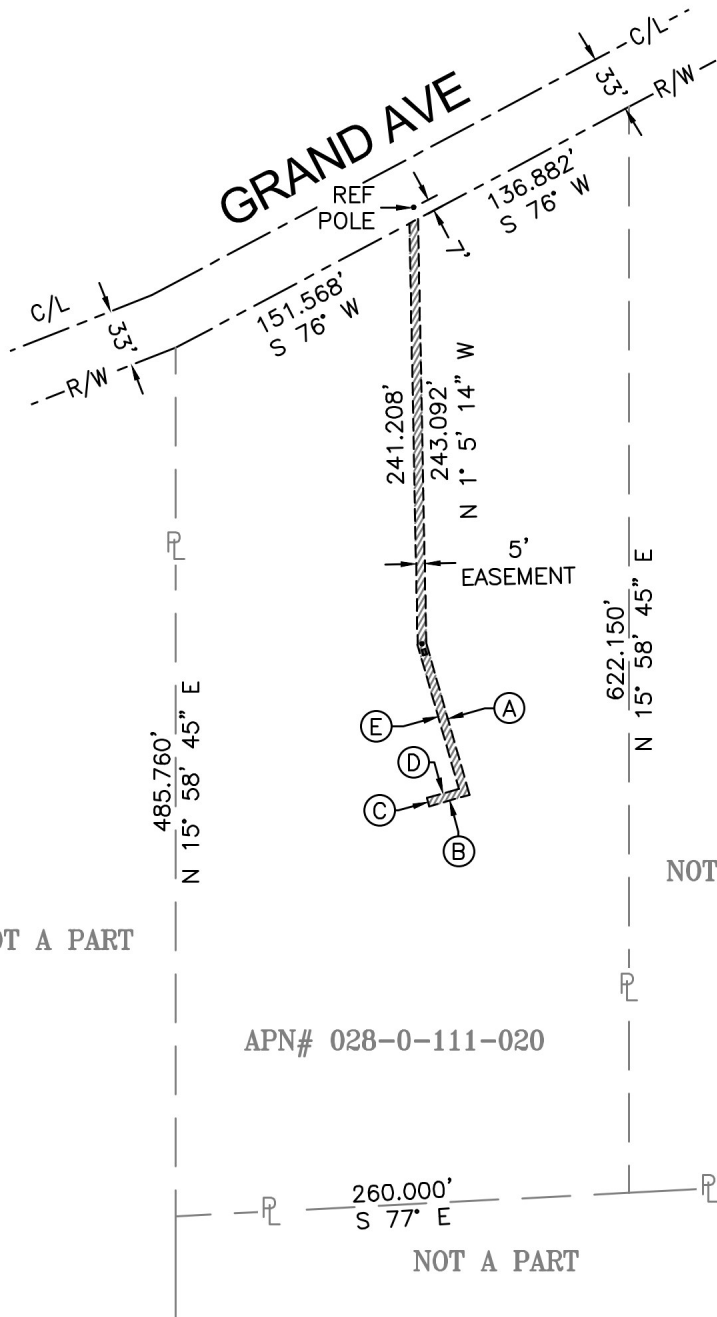 C/L
33'
R/W
GRAND AVE
REF
POLE
136.882'
S 76° W
7'
C/L
33'
R/W
151.568'
S 76° W
241.208'
243.092'
N 1° 5' 14" W
5'
EASEMENT
PL
622.150'
N 15° 58' 45" E
485.760'
N 15° 58' 45" E
A
E
D
C
B
NOT
OT A PART
PL
APN# 028-0-111-020
PL
260.000'
S 77° E
PL
NOT A PART